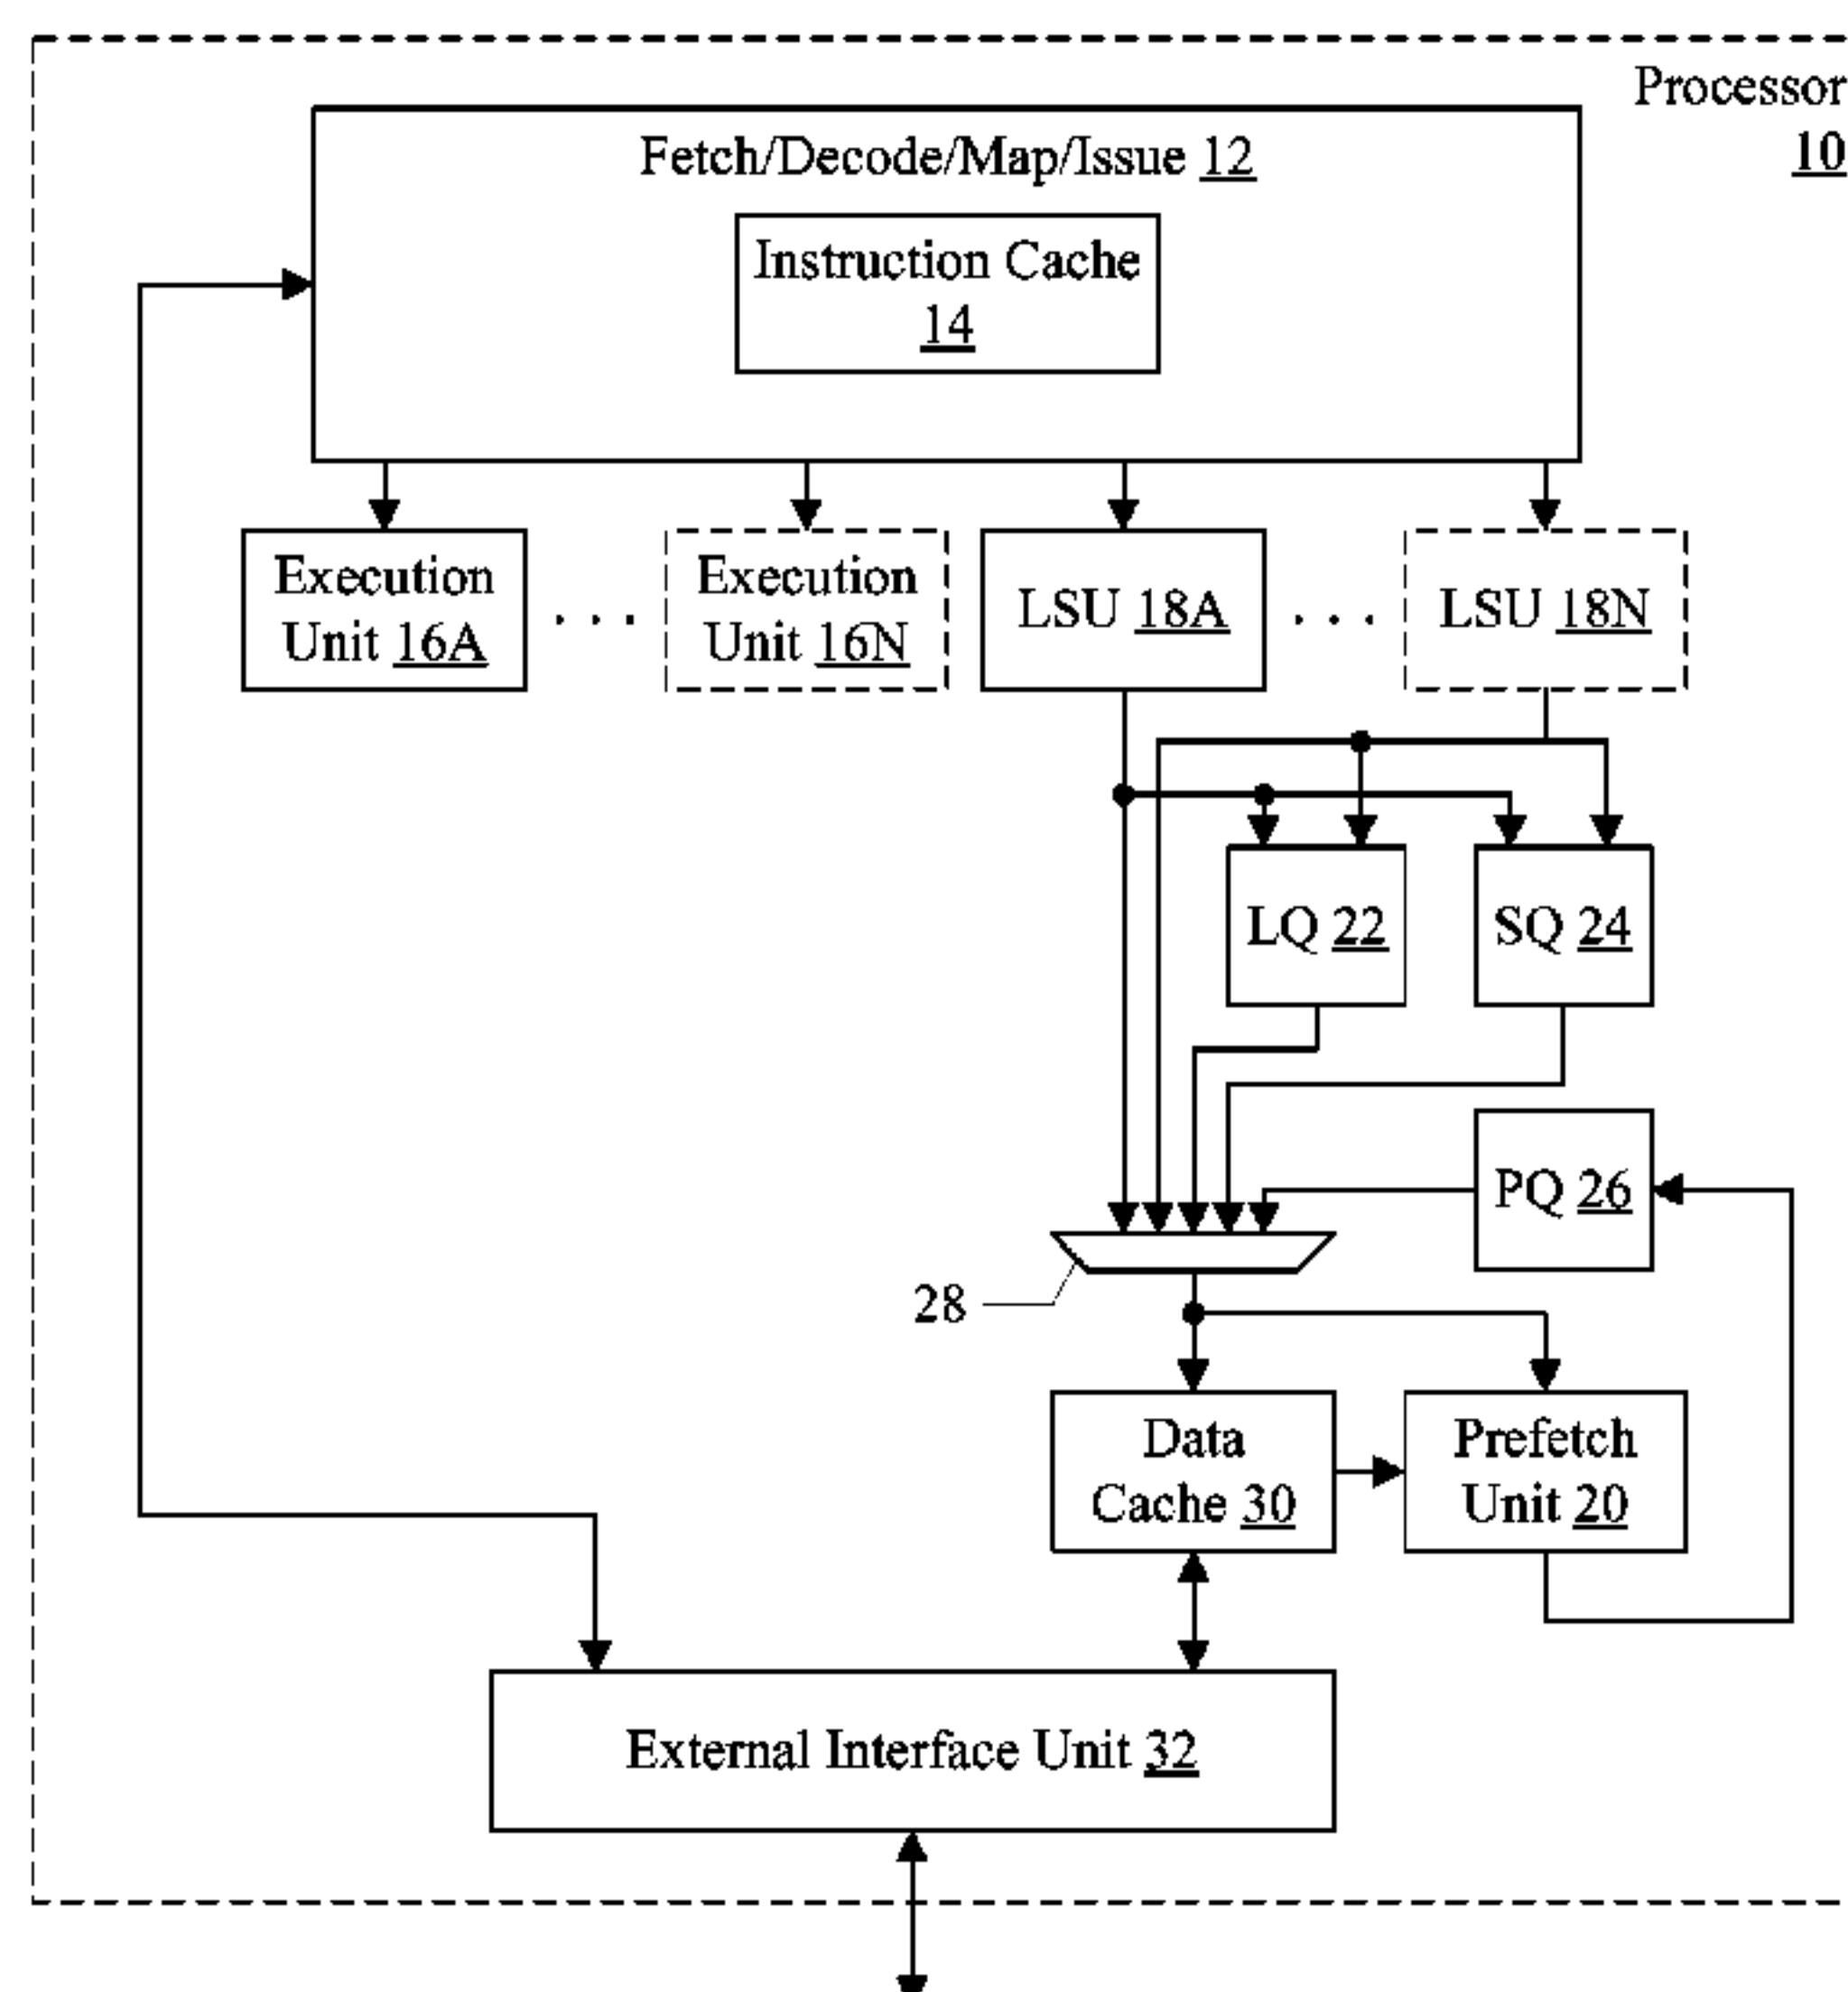 Processor
10
Fetch/Decode/Map/Issue 12
Instruction Cache
14
Execution
Unit 16A
. . .
Execution
Unit 16N
LSU 18A
. . .
LSU 18N
LQ 22
SQ 24
PQ 26
28
Data
Cache 30
Prefetch
Unit 20
External Interface Unit 32